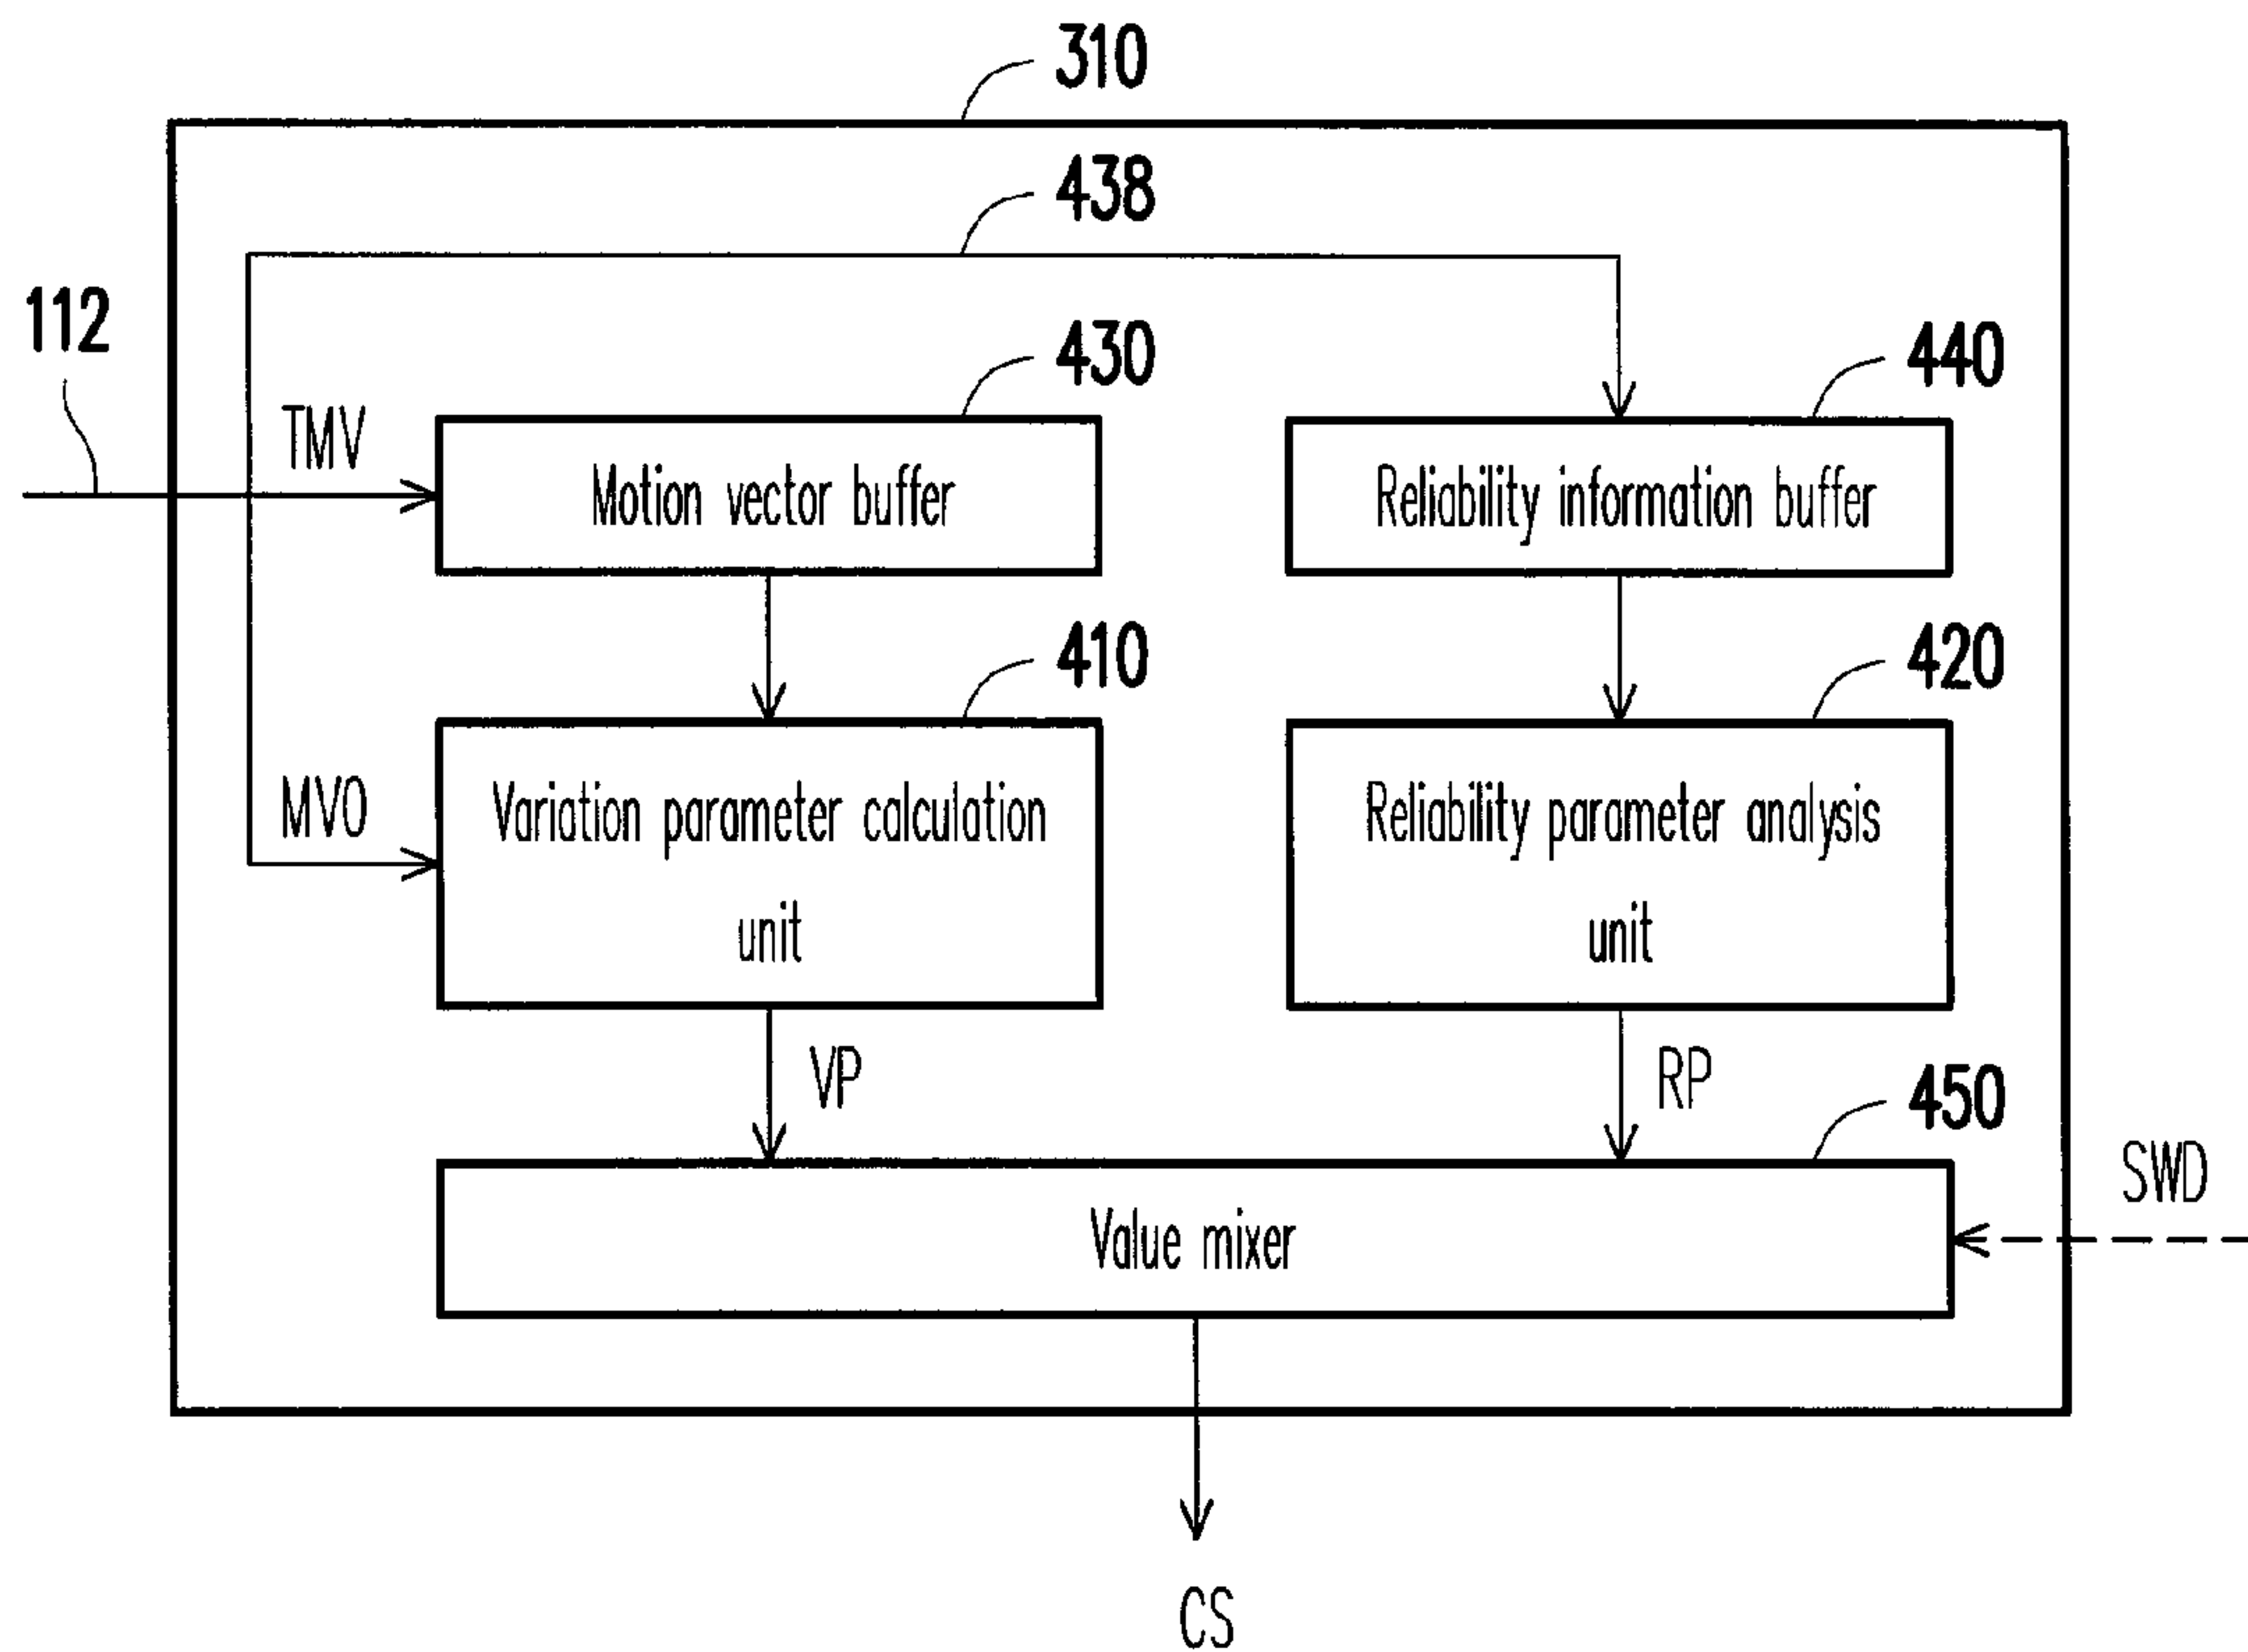 310
438
112
430
440
TMV
Motion vector buffer
Reliability information buffer
410
420
MVO
Variation parameter calculation
unit
Reliability parameter analysis
unit
VP
RP
450
SWD
Value mixer
CS